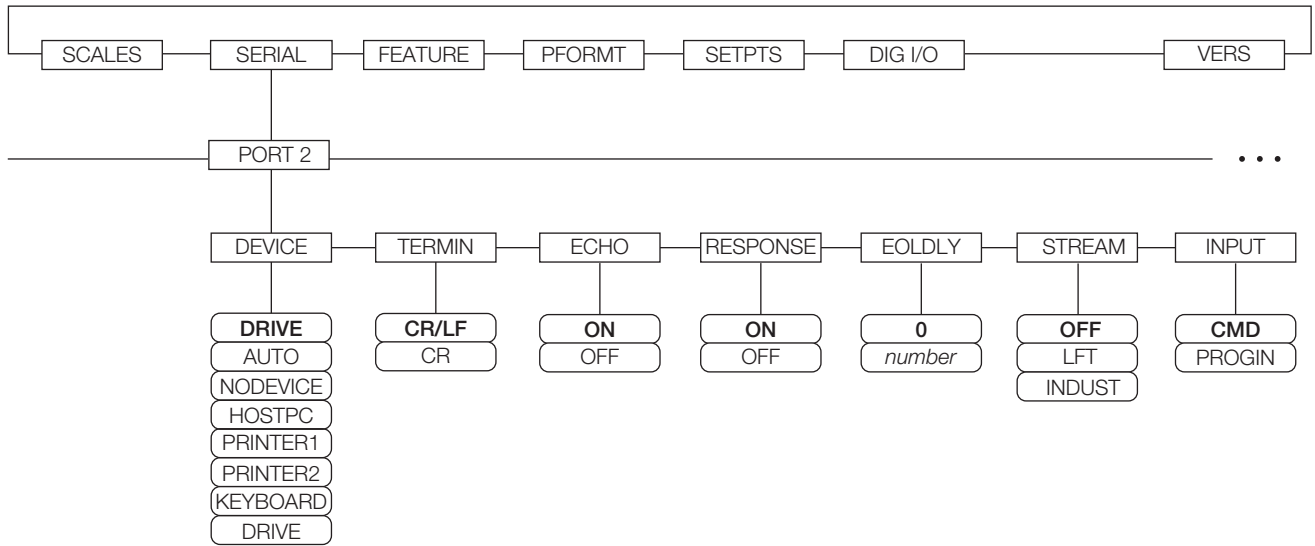 SCALES SERIAL FEATURE PFORMT SETPTS DIG I/O VERS
PORT 2
DEVICE TERMIN ECHO RESPONSE EOLDLY STREAM INPUT
DRIVE CR/LF ON ON 0 OFF CMD
AUTO CR OFF OFF number LFT PROGIN
NODEVICE INDUST
HOSTPC
PRINTER1
PRINTER2
KEYBOARD
DRIVE